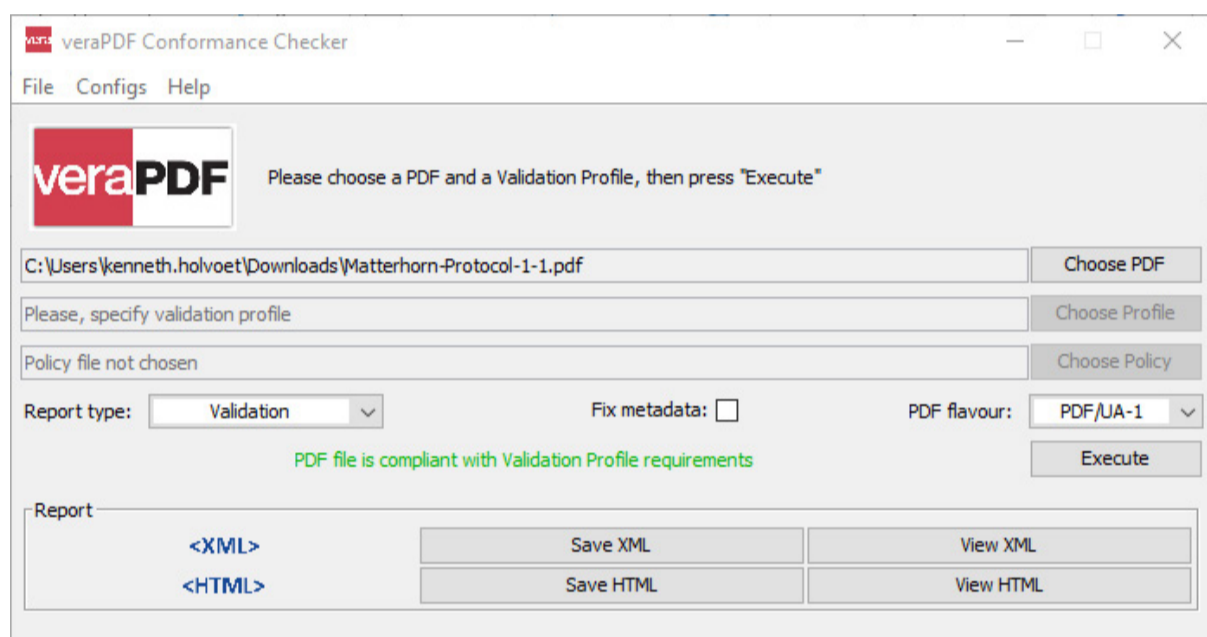 vera veraPDF Conformance Checker
File Configs Help
veraPDF Please choose a PDF and a Validation Profile, then press "Execute"
C:\Users\kenneth.holvoet\Downloads\Matterhorn-Protocol-1-1.pdf Choose PDF
Please, specify validation profile Choose Profile
Policy file not chosen Choose Policy
Report type: Validation Fix metadata: PDF flavour: PDF/UA-1
PDF file is compliant with Validation Profile requirements Execute
Report
<XML> Save XML View XML
<HTML> Save HTML View HTML